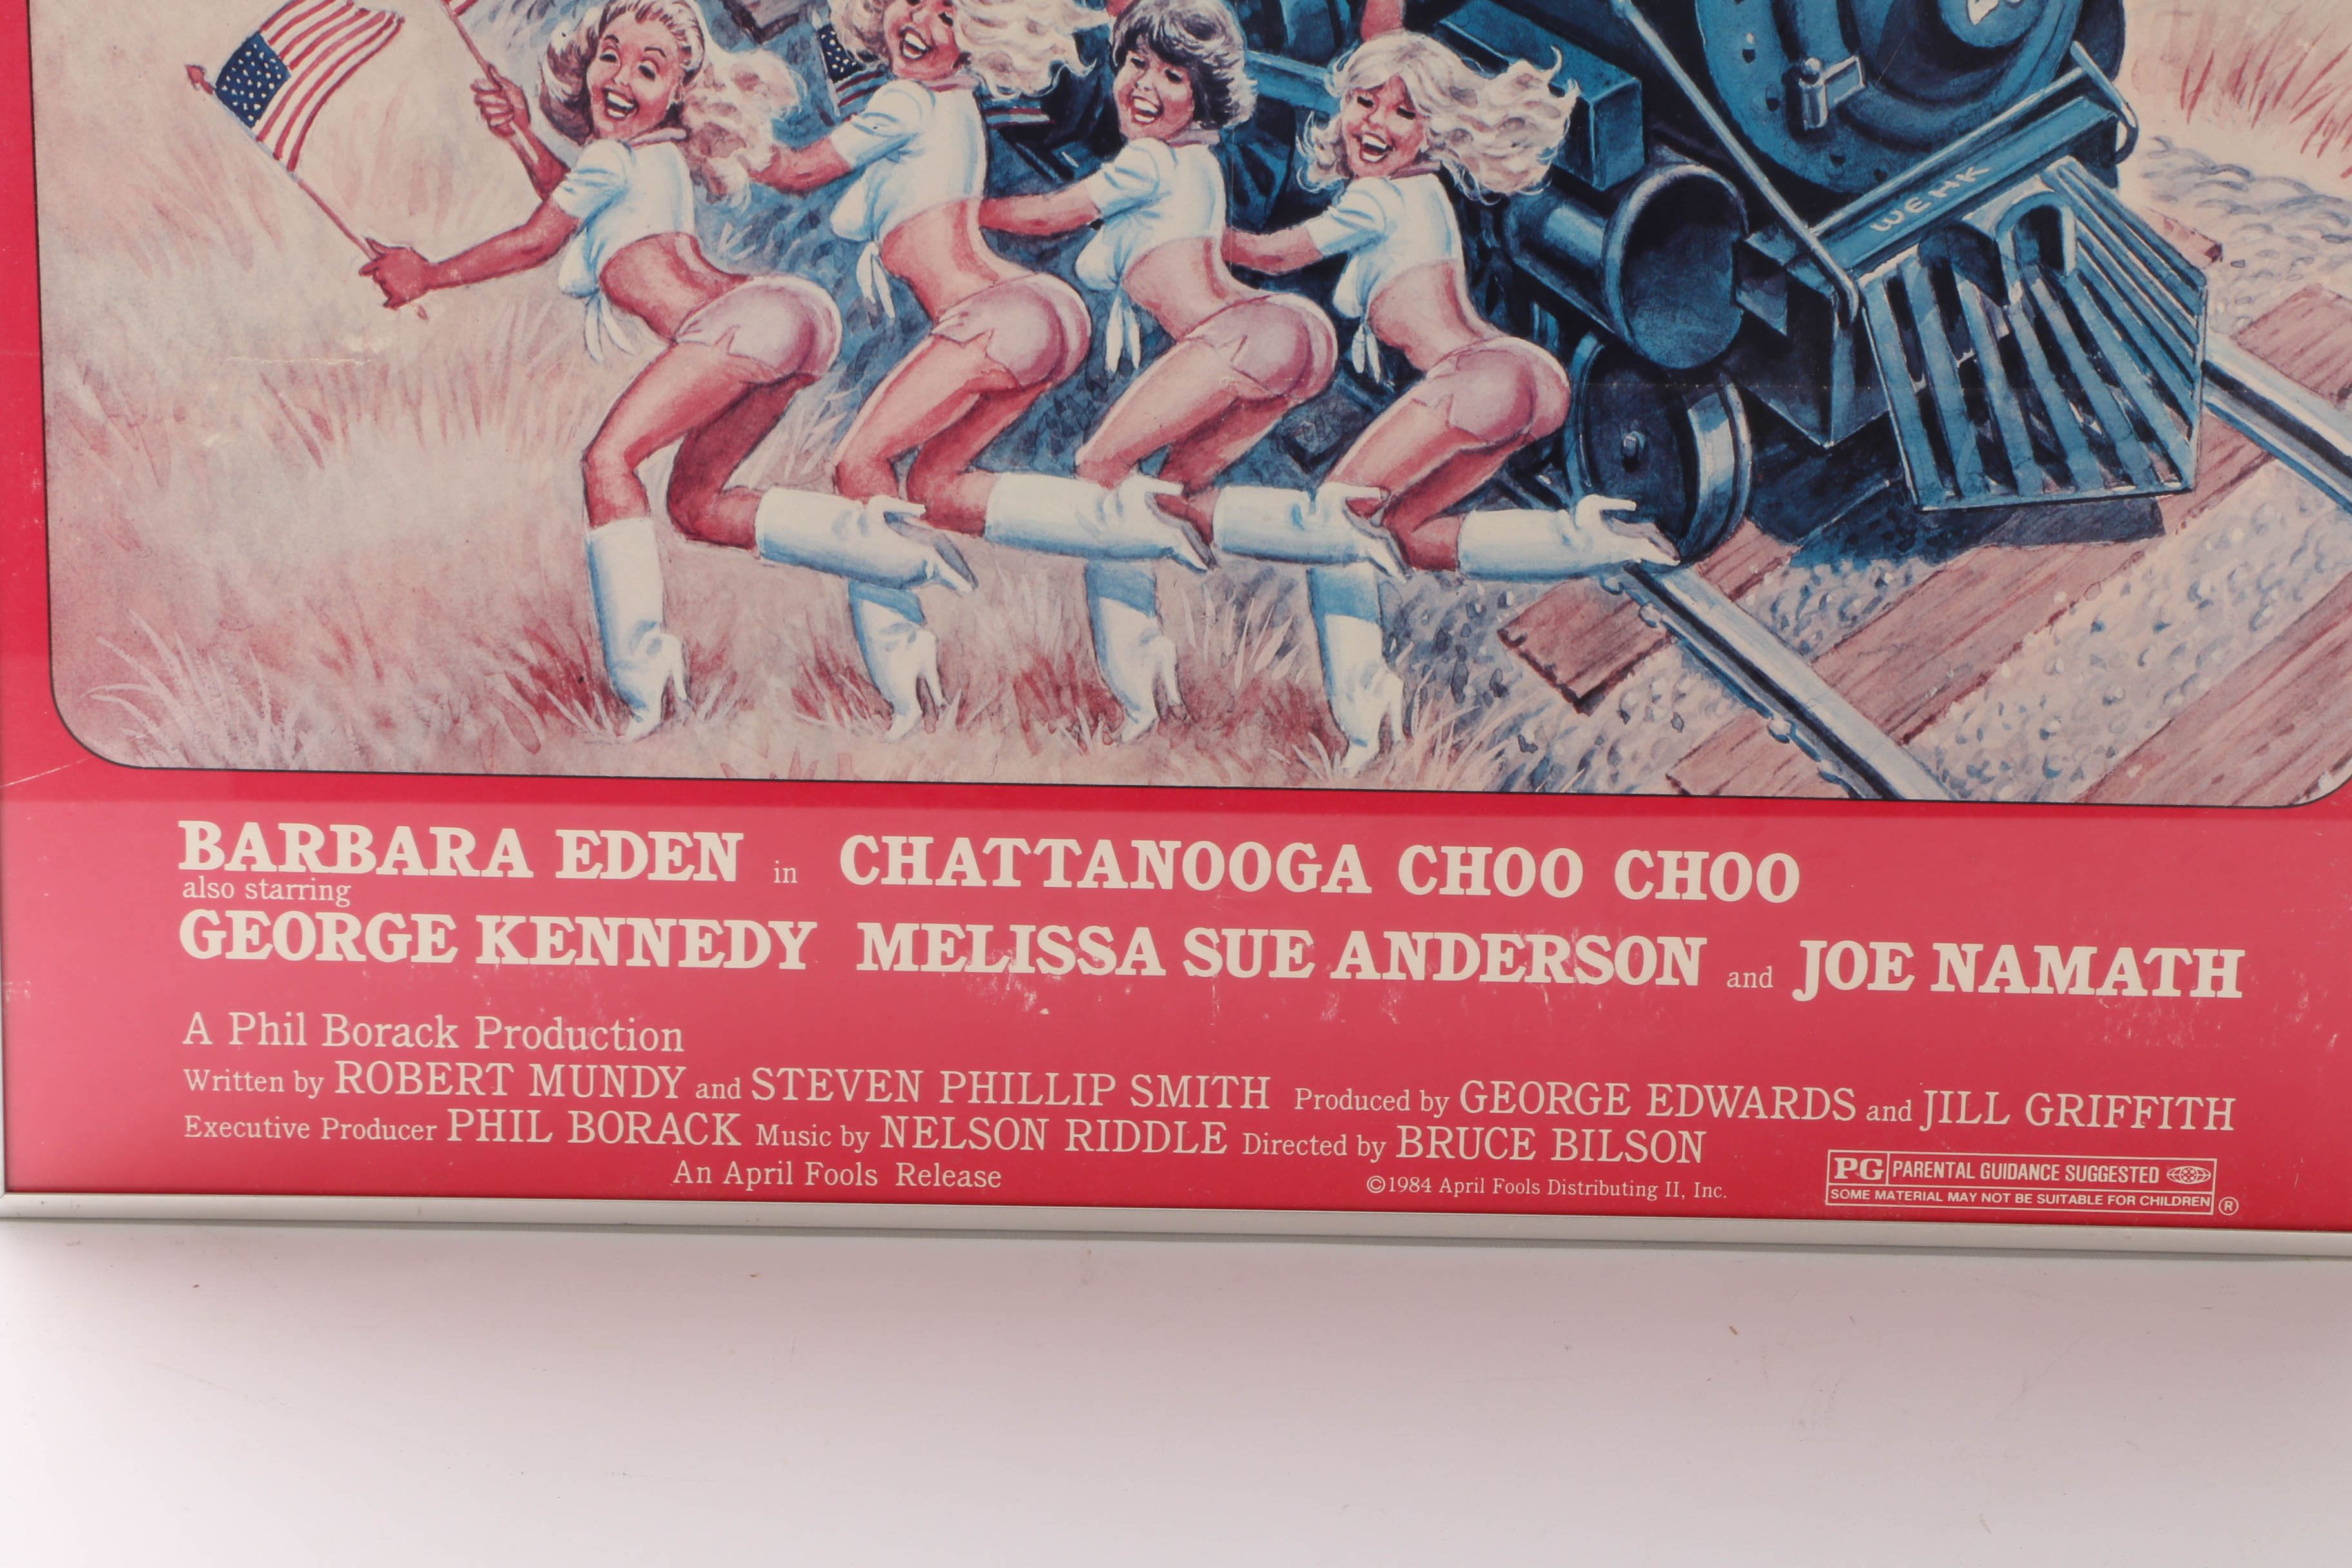 WEHK
BARBARA EDEN in CHATTANOOGA CHOO CHOO
also starring
GEORGE KENNEDY MELISSA SUE ANDERSON and JOE NAMATH
A Phil Borack Production
Written by ROBERT MUNDY and STEVEN PHILLIP SMITH Produced by GEORGE EDWARDS and JILL GRIFFITH
Executive Producer PHIL BORACK Music by NELSON RIDDLE Directed by BRUCE BILSON
An April Fools Release ©1984 April Fools Distributing II, Inc.
PG PARENTAL GUIDANCE SUGGESTED
SOME MATERIAL MAY NOT BE SUITABLE FOR CHILDREN ®